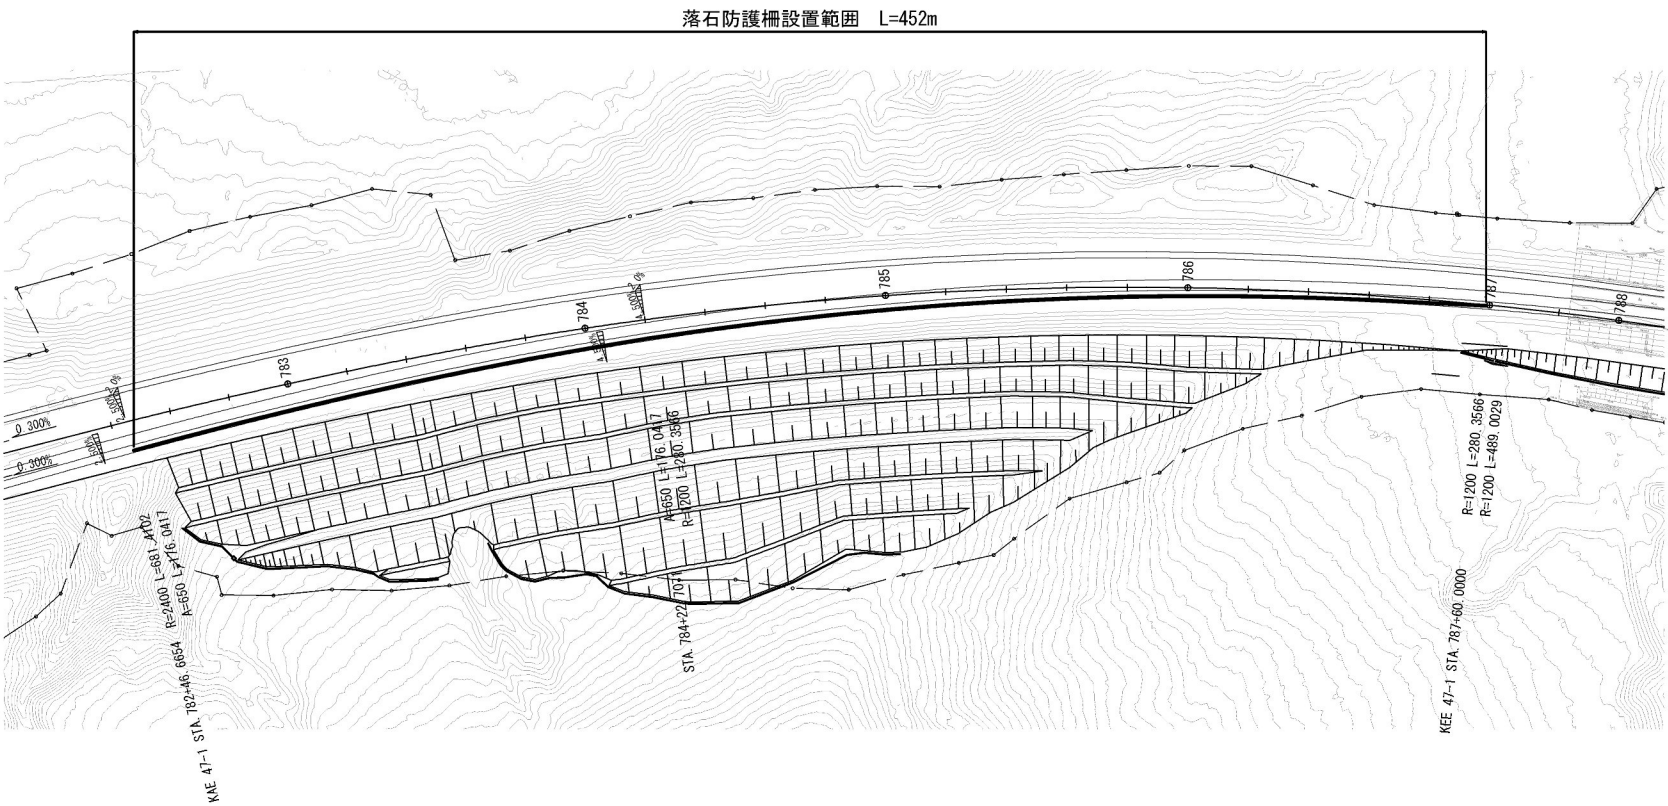 落石防護柵設置範囲 L=452m
783
784
785
786
787
788
0.300%
0.300%
2.500%
A=650 L=176.0417
R=1200 L=280.3566
STA.784+22.7071
R=1200 L=280.3566
R=1200 L=489.0029
KEE 47-1 STA.787+60.0000
R=2400 L=681.4102
A=650 L=176.0417
KAE 47-1 STA.782+46.6654